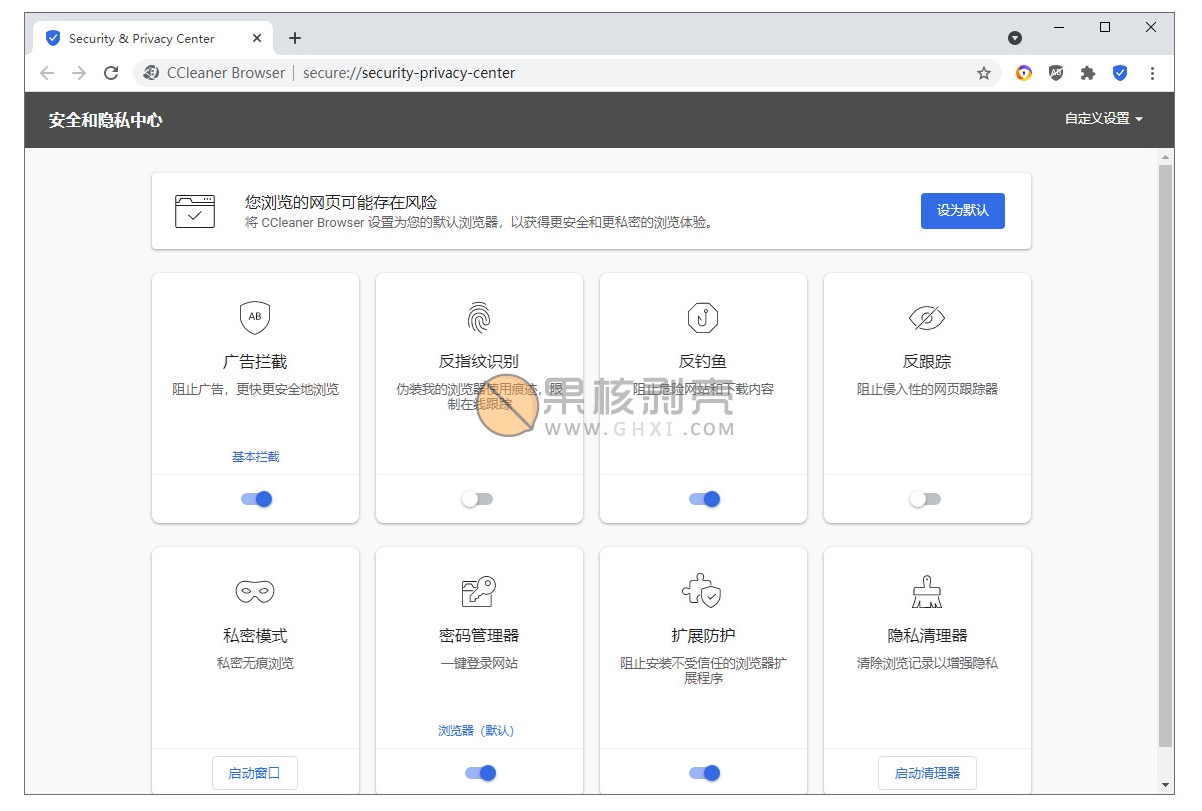 Security & Privacy Center
CCleaner Browser | secure://security-privacy-center
安全和隐私中心
自定义设置
您浏览的网页可能存在风险
将 CCleaner Browser 设置为您的默认浏览器，以获得更安全和更私密的浏览体验。
设为默认
AB
广告拦截
阻止广告，更快更安全地浏览
基本拦截
反指纹识别
伪装我的浏览器使用痕迹，限
制在线跟踪
反钓鱼
阻止危险网站和下载内容
反跟踪
阻止侵入性的网页跟踪器
果核剥壳
WWW.GHXI.COM
私密模式
私密无痕浏览
启动窗口
密码管理器
一键登录网站
浏览器（默认）
扩展防护
阻止安装不受信任的浏览器扩
展程序
隐私清理器
清除浏览记录以增强隐私
启动清理器